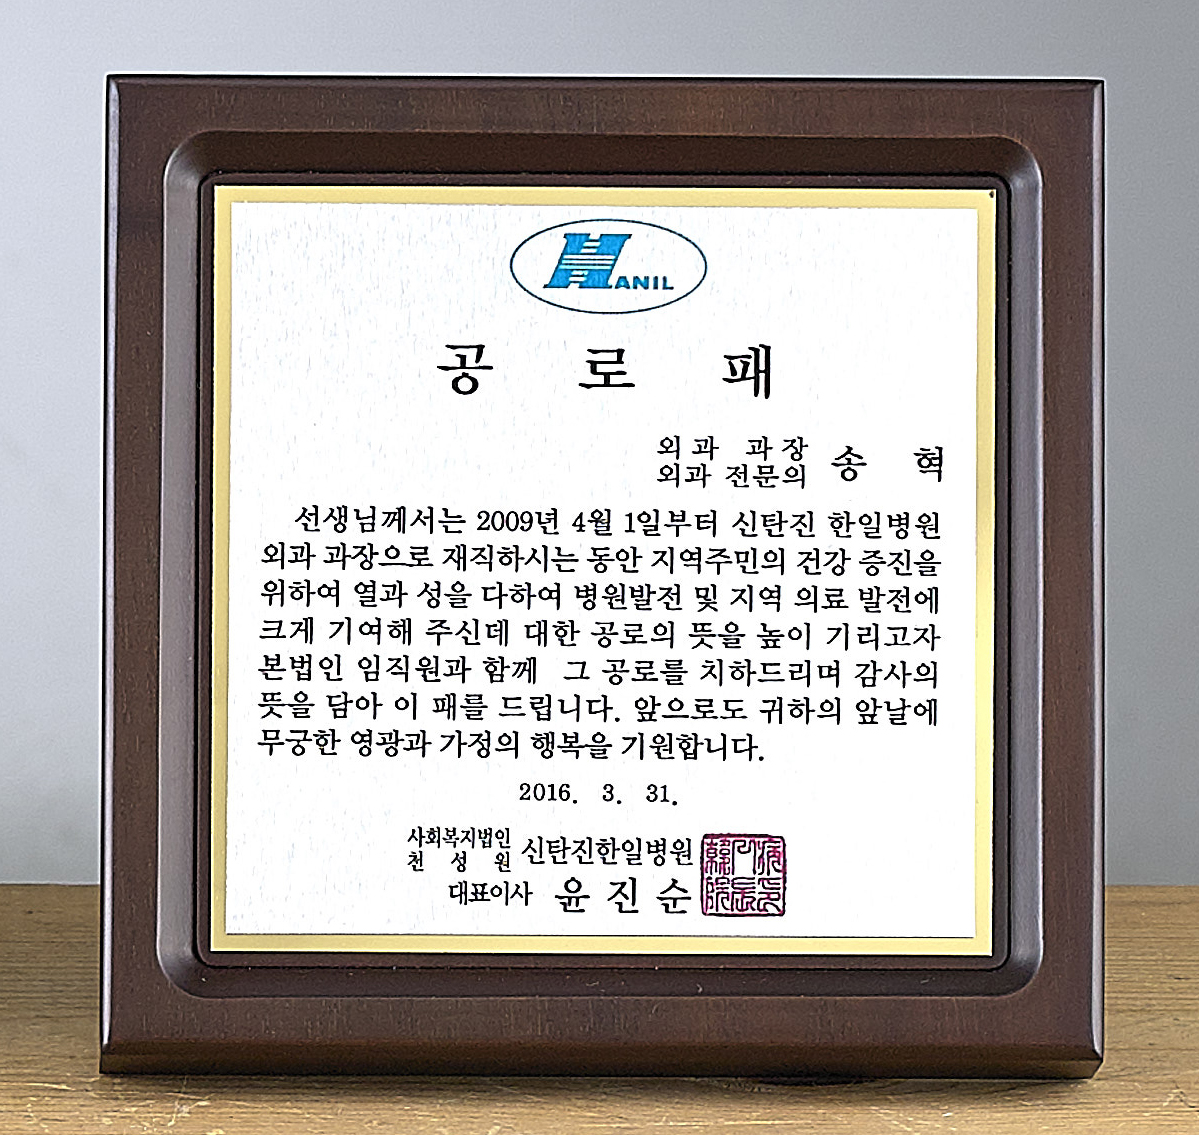 HANIL
공 로 패
외과 과장
외과 전문의 송 혁
선생님께서는 2009년 4월 1일부터 신탄진 한일병원
외과 과장으로 재직하시는 동안 지역주민의 건강 증진을
위하여 열과 성을 다하여 병원발전 및 지역 의료 발전에
크게 기여해 주신데 대한 공로의 뜻을 높이 기리고자
본법인 임직원과 함께 그 공로를 치하드리며 감사의
뜻을 담아 이 패를 드립니다. 앞으로도 귀하의 앞날에
무궁한 영광과 가정의 행복을 기원합니다.
2016. 3. 31.
사회복지법인
천 성 원 신탄진한일병원
대표이사 윤 진 순